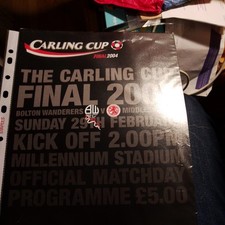 CARLING CUP
FINAL 2004
THE CARLING CUP
FINAL 200
BOLTON WANDERERS V MIDDLE
SUNDAY 29TH FEBRUARY
KICK OFF 2.00PM
MILLENNIUM STADIUM
OFFICIAL MATCHDAY
PROGRAMME £5.00